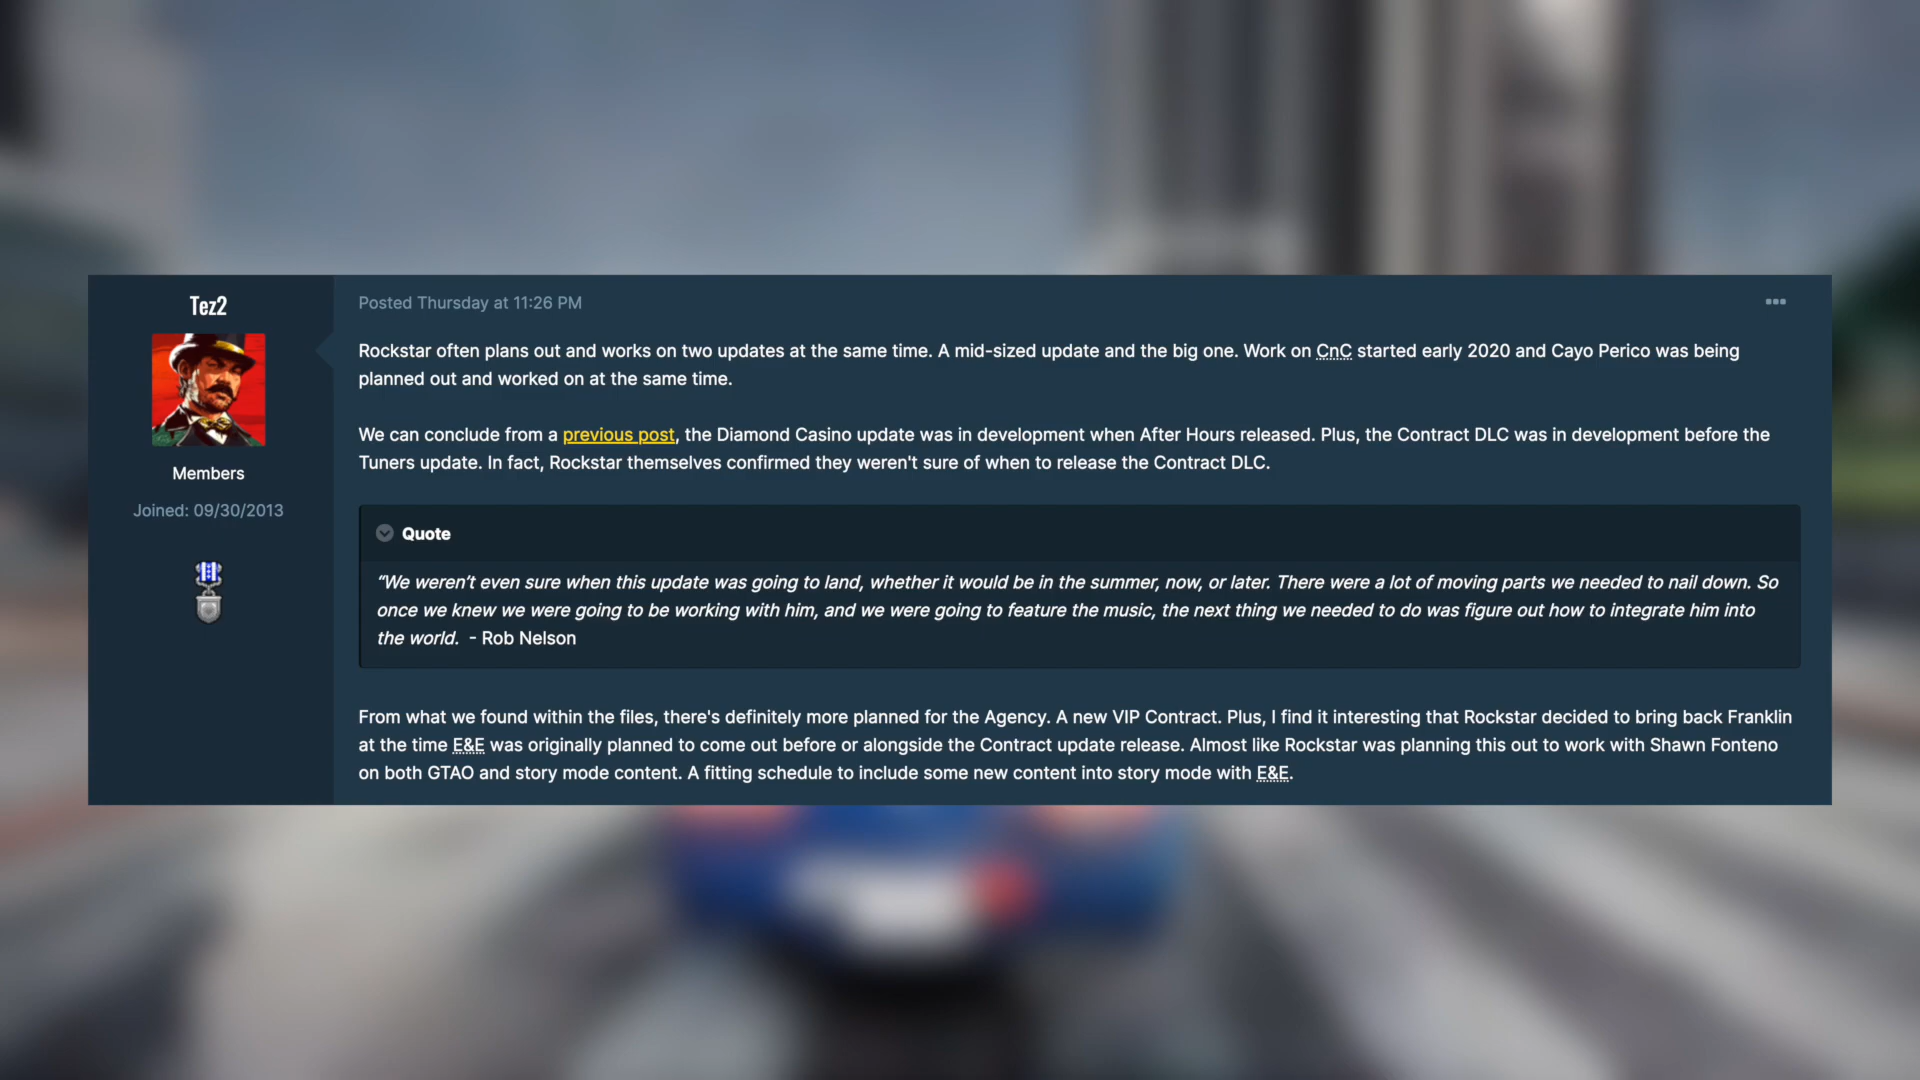 Tez2
Members
Joined: 09/30/2013
Posted Thursday at 11:26 PM
Rockstar often plans out and works on two updates at the same time. A mid-sized update and the big one. Work on CnC started early 2020 and Cayo Perico was being
planned out and worked on at the same time.
We can conclude from a previous post, the Diamond Casino update was in development when After Hours released. Plus, the Contract DLC was in development before the
Tuners update. In fact, Rockstar themselves confirmed they weren't sure of when to release the Contract DLC.
Quote
“We weren’t even sure when this update was going to land, whether it would be in the summer, now, or later. There were a lot of moving parts we needed to nail down. So
once we knew we were going to be working with him, and we were going to feature the music, the next thing we needed to do was figure out how to integrate him into
the world. - Rob Nelson
From what we found within the files, there's definitely more planned for the Agency. A new VIP Contract. Plus, I find it interesting that Rockstar decided to bring back Franklin
at the time E&E was originally planned to come out before or alongside the Contract update release. Almost like Rockstar was planning this out to work with Shawn Fonteno
on both GTAO and story mode content. A fitting schedule to include some new content into story mode with E&E.